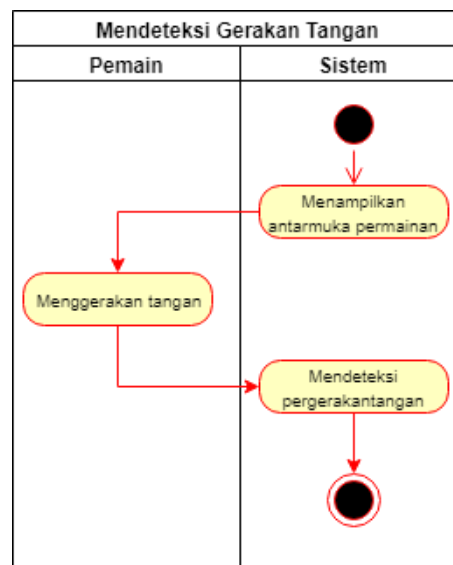 Mendeteksi Gerakan Tangan
Pemain
Sistem
Menampilkan
antarmuka permainan
Menggerakan tangan
Mendeteksi
pergerakantangan